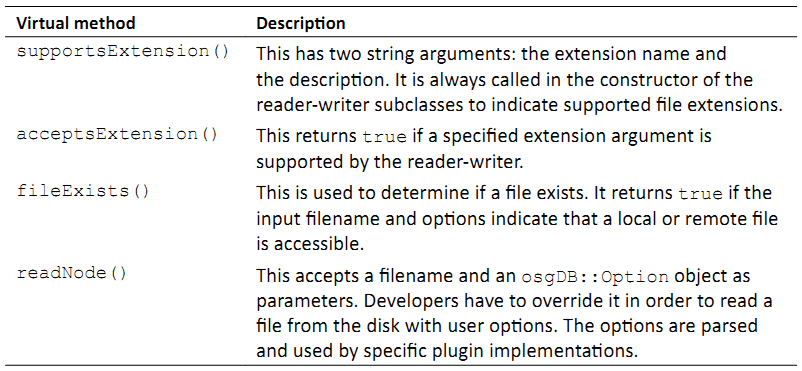 Virtual method Description
supportsExtension() This has two string arguments: the extension name and
the description. It is always called in the constructor of the
reader-writer subclasses to indicate supported file extensions.
acceptsExtension() This returns true if a specified extension argument is
supported by the reader-writer.
fileExists() This is used to determine if a file exists. It returns true if the
input filename and options indicate that a local or remote file
is accessible.
readNode() This accepts a filename and an osgDB::Option object as
parameters. Developers have to override it in order to read a
file from the disk with user options. The options are parsed
and used by specific plugin implementations.